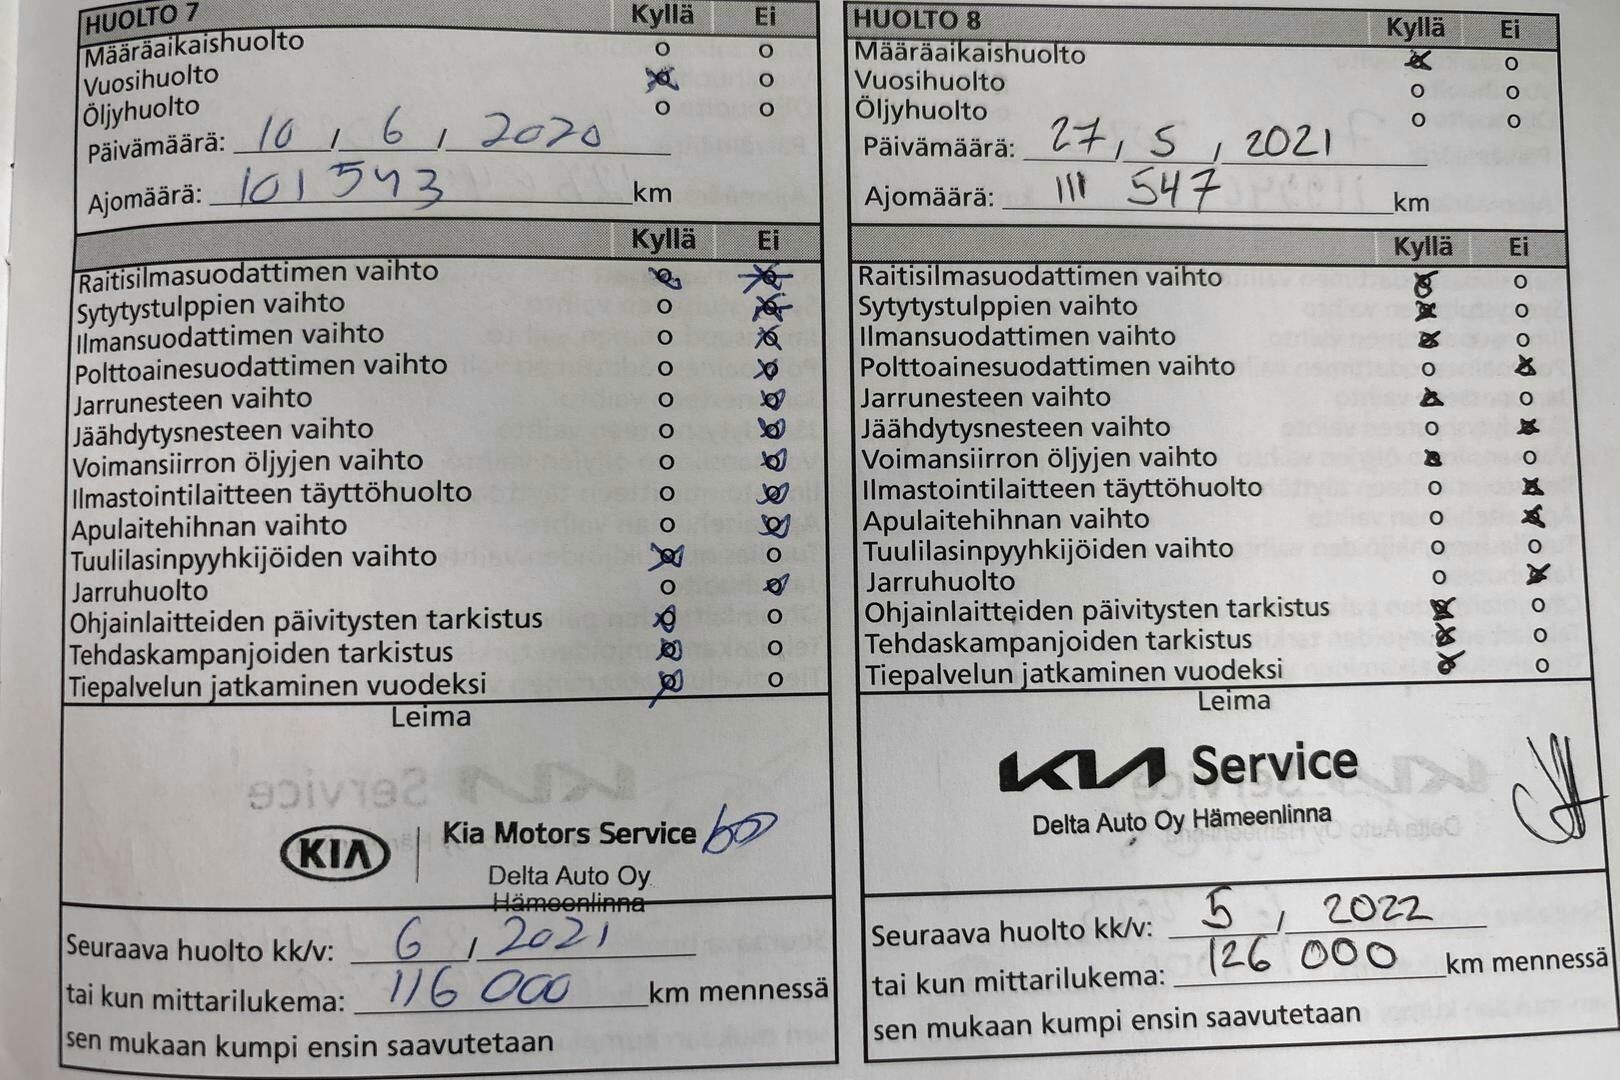 HUOLTO 7 Kyllä Ei
Määräaikaishuolto o o
Vuosihuolto o
Öljyhuolto o o
Päivämäärä: 10 , 6 , 2020
Ajomäärä: 101 543 km
Kyllä Ei
Raitisilmasuodattimen vaihto
Sytytystulppien vaihto o
Ilmansuodattimen vaihto o
Polttoainesuodattimen vaihto o
Jarrunesteen vaihto o
Jäähdytysnesteen vaihto o
Voimansiirron öljyjen vaihto o
Ilmastointilaitteen täyttöhuolto o
Apulaitehihnan vaihto o
Tuulilasinpyyhkijöiden vaihto o
Jarruhuolto o
Ohjainlaitteiden päivitysten tarkistus o
Tehdaskampanjoiden tarkistus o
Tiepalvelun jatkaminen vuodeksi o
Leima
KIA Kia Motors Service
Delta Auto Oy
Hämeenlinna
Seuraava huolto kk/v: 6 / 2021
tai kun mittarilukema: 116 000 km mennessä
sen mukaan kumpi ensin saavutetaan
HUOLTO 8 Kyllä Ei
Määräaikaishuolto o
Vuosihuolto o o
Öljyhuolto o o
Päivämäärä: 27 , 5 , 2021
Ajomäärä: 111 547 km
Kyllä Ei
Raitisilmasuodattimen vaihto o
Sytytystulppien vaihto o
Ilmansuodattimen vaihto o
Polttoainesuodattimen vaihto o
Jarrunesteen vaihto o
Jäähdytysnesteen vaihto o
Voimansiirron öljyjen vaihto o
Ilmastointilaitteen täyttöhuolto o
Apulaitehihnan vaihto o
Tuulilasinpyyhkijöiden vaihto o o
Jarruhuolto o
Ohjainlaitteiden päivitysten tarkistus o
Tehdaskampanjoiden tarkistus o
Tiepalvelun jatkaminen vuodeksi o
Leima
KIA Service
Delta Auto Oy Hämeenlinna
Seuraava huolto kk/v: 5 / 2022
tai kun mittarilukema: 126 000 km mennessä
sen mukaan kumpi ensin saavutetaan